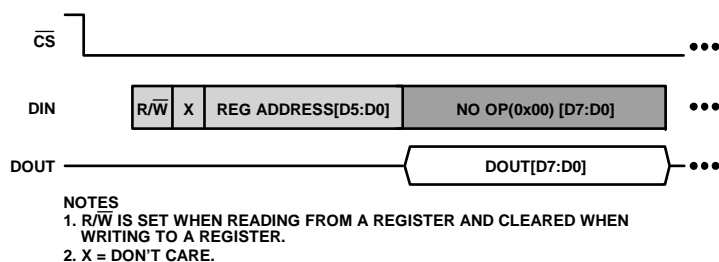 CS
DIN R/W X REG ADDRESS[D5:D0] NO OP(0x00) [D7:D0]
DOUT DOUT[D7:D0]
NOTES
1. R/W IS SET WHEN READING FROM A REGISTER AND CLEARED WHEN
WRITING TO A REGISTER.
2. X = DON'T CARE.